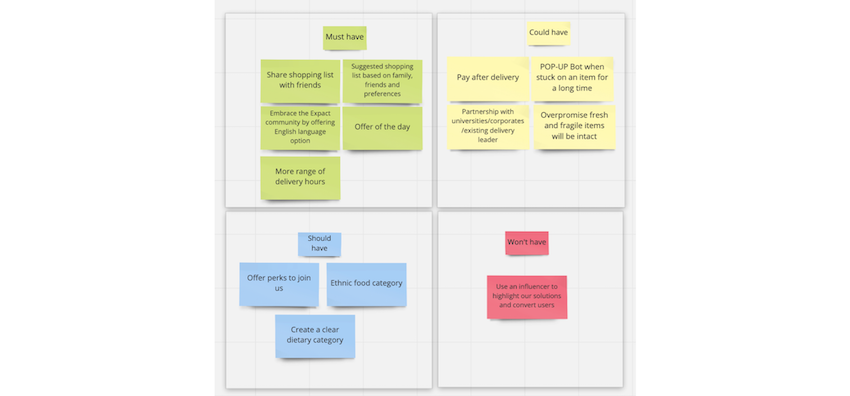 Must have
Share shopping list
with friends
Suggested shopping
list based on family,
friends and
preferences
Embrace the Expact
community by offering
English language
option
Offer of the day
More range of
delivery hours
Could have
Pay after delivery
POP-UP Bot when
stuck on an item for
a long time
Partnership with
universities/corporates
/existing delivery
leader
Overpromise fresh
and fragile items
will be intact
Should
have
Offer perks to join
us
Ethnic food category
Create a clear
dietary category
Won't have
Use an influencer to
highlight our solutions
and convert users